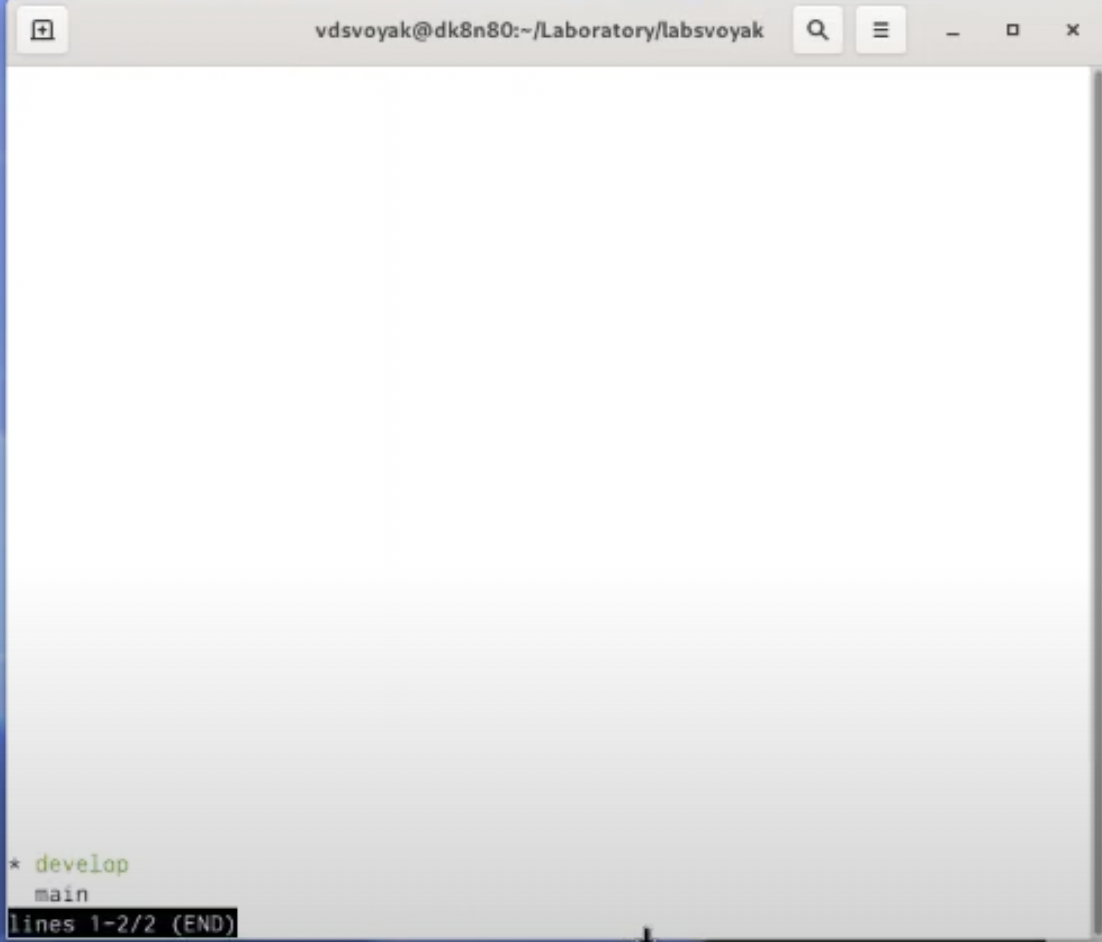 vdsvoyak@dk8n80:~/Laboratory/labsvoyak
* develop
main
lines 1-2/2 (END)